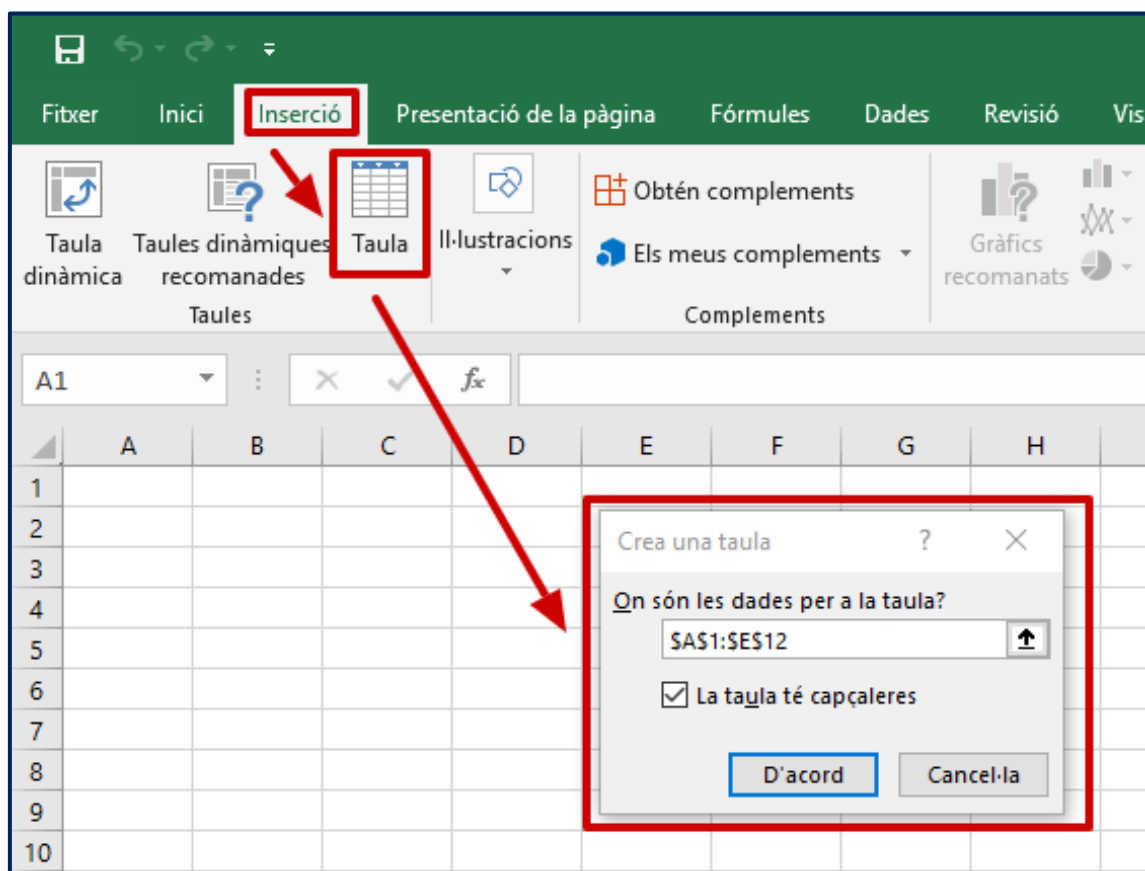 Fitxer Inici Inserció Presentació de la pàgina Fórmules Dades Revisió Vis
Taula dinàmica
Taules dinàmiques recomanades
Taula
Il·lustracions
Obtén complements
Els meus complements
Gràfics recomanats
Taules
Complements
A1
fx
A B C D E F G H
1
2
3
4
5
6
7
8
9
10
Crea una taula ?
On són les dades per a la taula?
$A$1:$E$12
La taula té capçaleres
D'acord Cancel·la